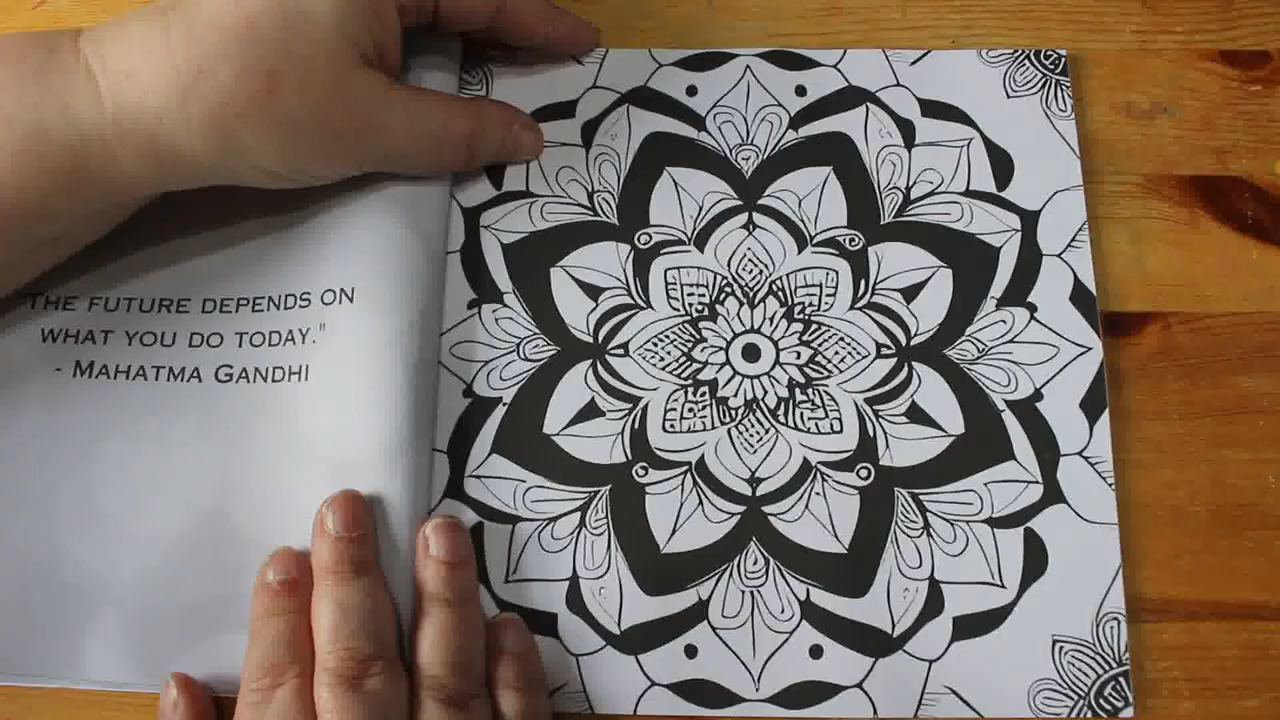 THE FUTURE DEPENDS ON
WHAT YOU DO TODAY."
- MAHATMA GANDHI